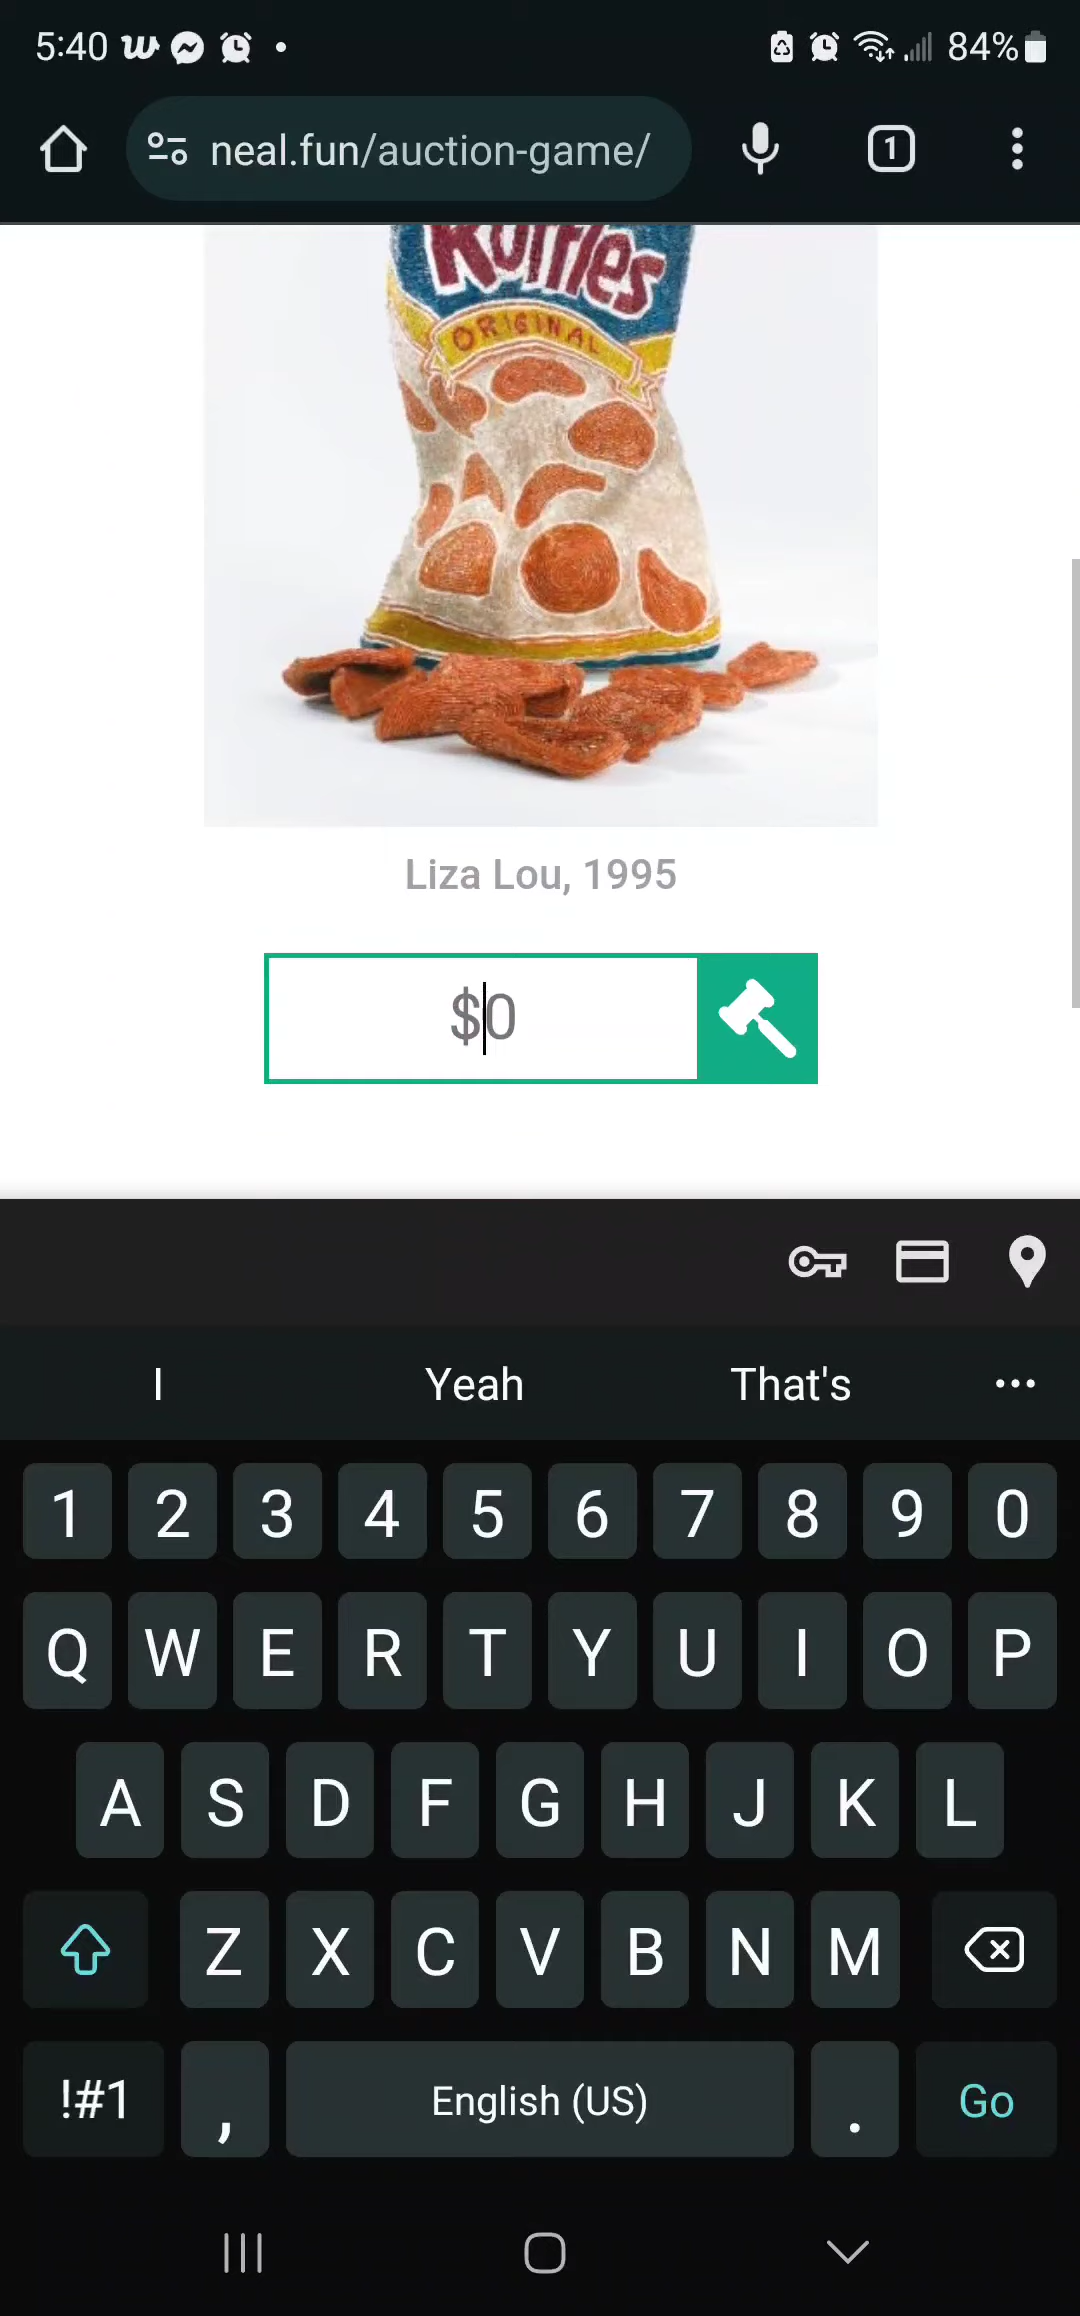 5:40
84%
neal.fun/auction-game/
1
Ruffles
ORIGINAL
Liza Lou, 1995
$0
I Yeah That's
1 2 3 4 5 6 7 8 9 0
Q W E R T Y U I O P
A S D F G H J K L
Z X C V B N M
!#1 , English (US) . Go